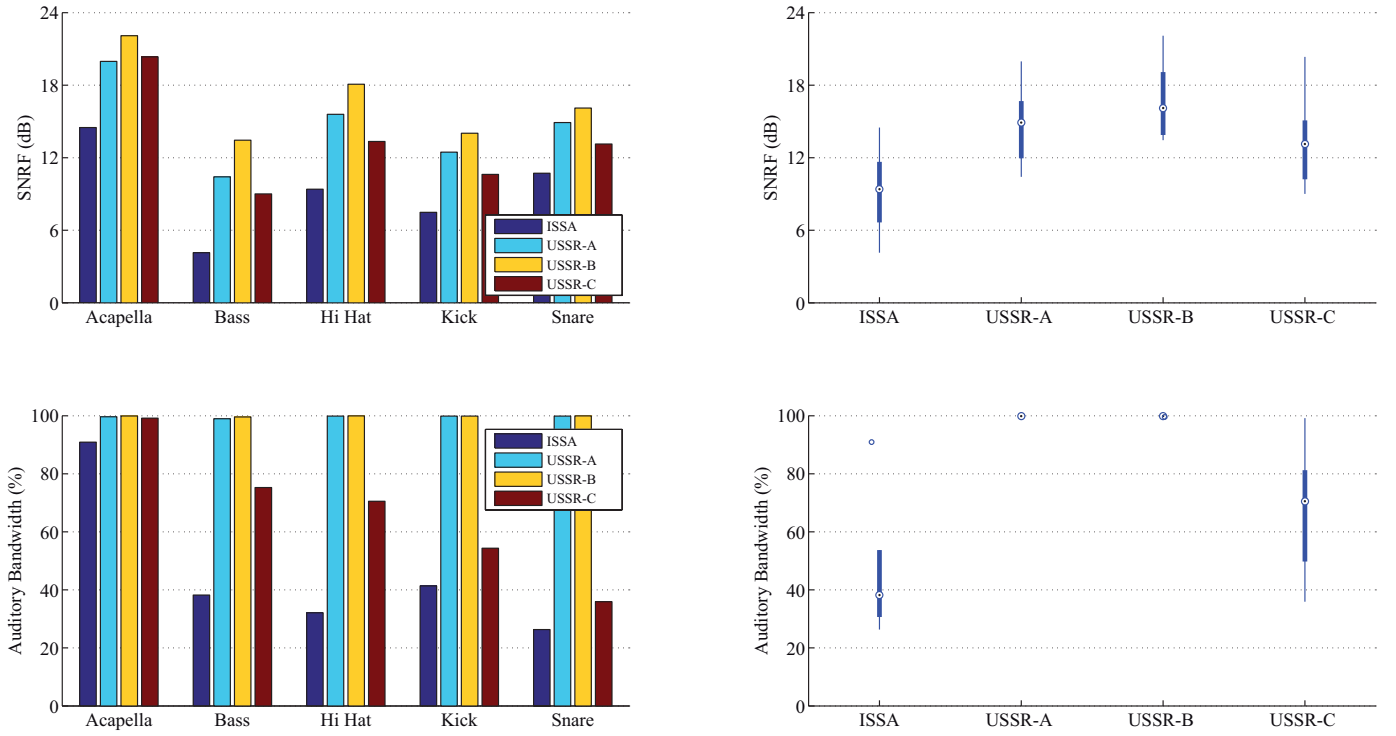 24
18
12
6
0
SNRF (dB)
Acapella
Bass
Hi Hat
Kick
Snare
ISSA
USSR-A
USSR-B
USSR-C
24
18
12
6
0
SNRF (dB)
ISSA
USSR-A
USSR-B
USSR-C
100
80
60
40
20
0
Auditory Bandwidth (%)
Acapella
Bass
Hi Hat
Kick
Snare
ISSA
USSR-A
USSR-B
USSR-C
100
80
60
40
20
0
Auditory Bandwidth (%)
ISSA
USSR-A
USSR-B
USSR-C